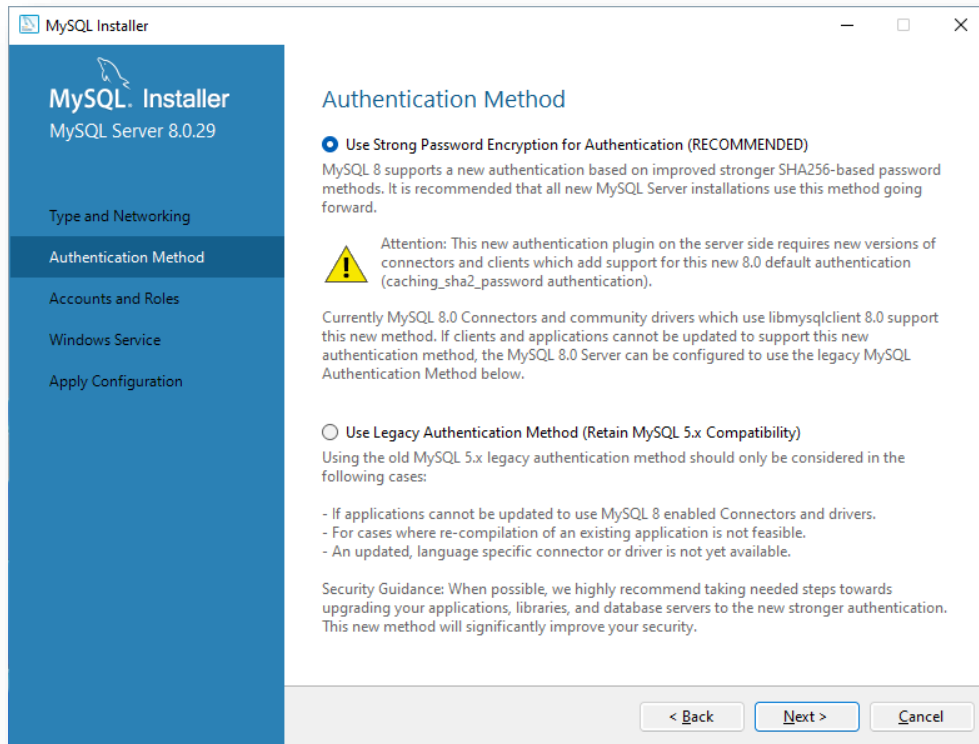 MySQL Installer
MySQL. Installer
MySQL Server 8.0.29
Type and Networking
Authentication Method
Accounts and Roles
Windows Service
Apply Configuration
Authentication Method
Use Strong Password Encryption for Authentication (RECOMMENDED)
MySQL 8 supports a new authentication based on improved stronger SHA256-based password
methods. It is recommended that all new MySQL Server installations use this method going
forward.
Attention: This new authentication plugin on the server side requires new versions of
connectors and clients which add support for this new 8.0 default authentication
(caching_sha2_password authentication).
Currently MySQL 8.0 Connectors and community drivers which use libmysqlclient 8.0 support
this new method. If clients and applications cannot be updated to support this new
authentication method, the MySQL 8.0 Server can be configured to use the legacy MySQL
Authentication Method below.
Use Legacy Authentication Method (Retain MySQL 5.x Compatibility)
Using the old MySQL 5.x legacy authentication method should only be considered in the
following cases:
- If applications cannot be updated to use MySQL 8 enabled Connectors and drivers.
- For cases where re-compilation of an existing application is not feasible.
- An updated, language specific connector or driver is not yet available.
Security Guidance: When possible, we highly recommend taking needed steps towards
upgrading your applications, libraries, and database servers to the new stronger authentication.
This new method will significantly improve your security.
< Back
Next >
Cancel